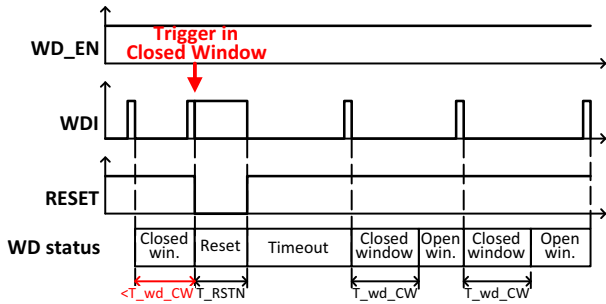 Trigger in
Closed Window
WD_EN
WDI
RESET
WD status
Closed win.
Reset
Timeout
Closed window
Open win.
Closed window
Open win.
<T_wd_CW
T_RSTN
T_wd_CW
T_wd_CW